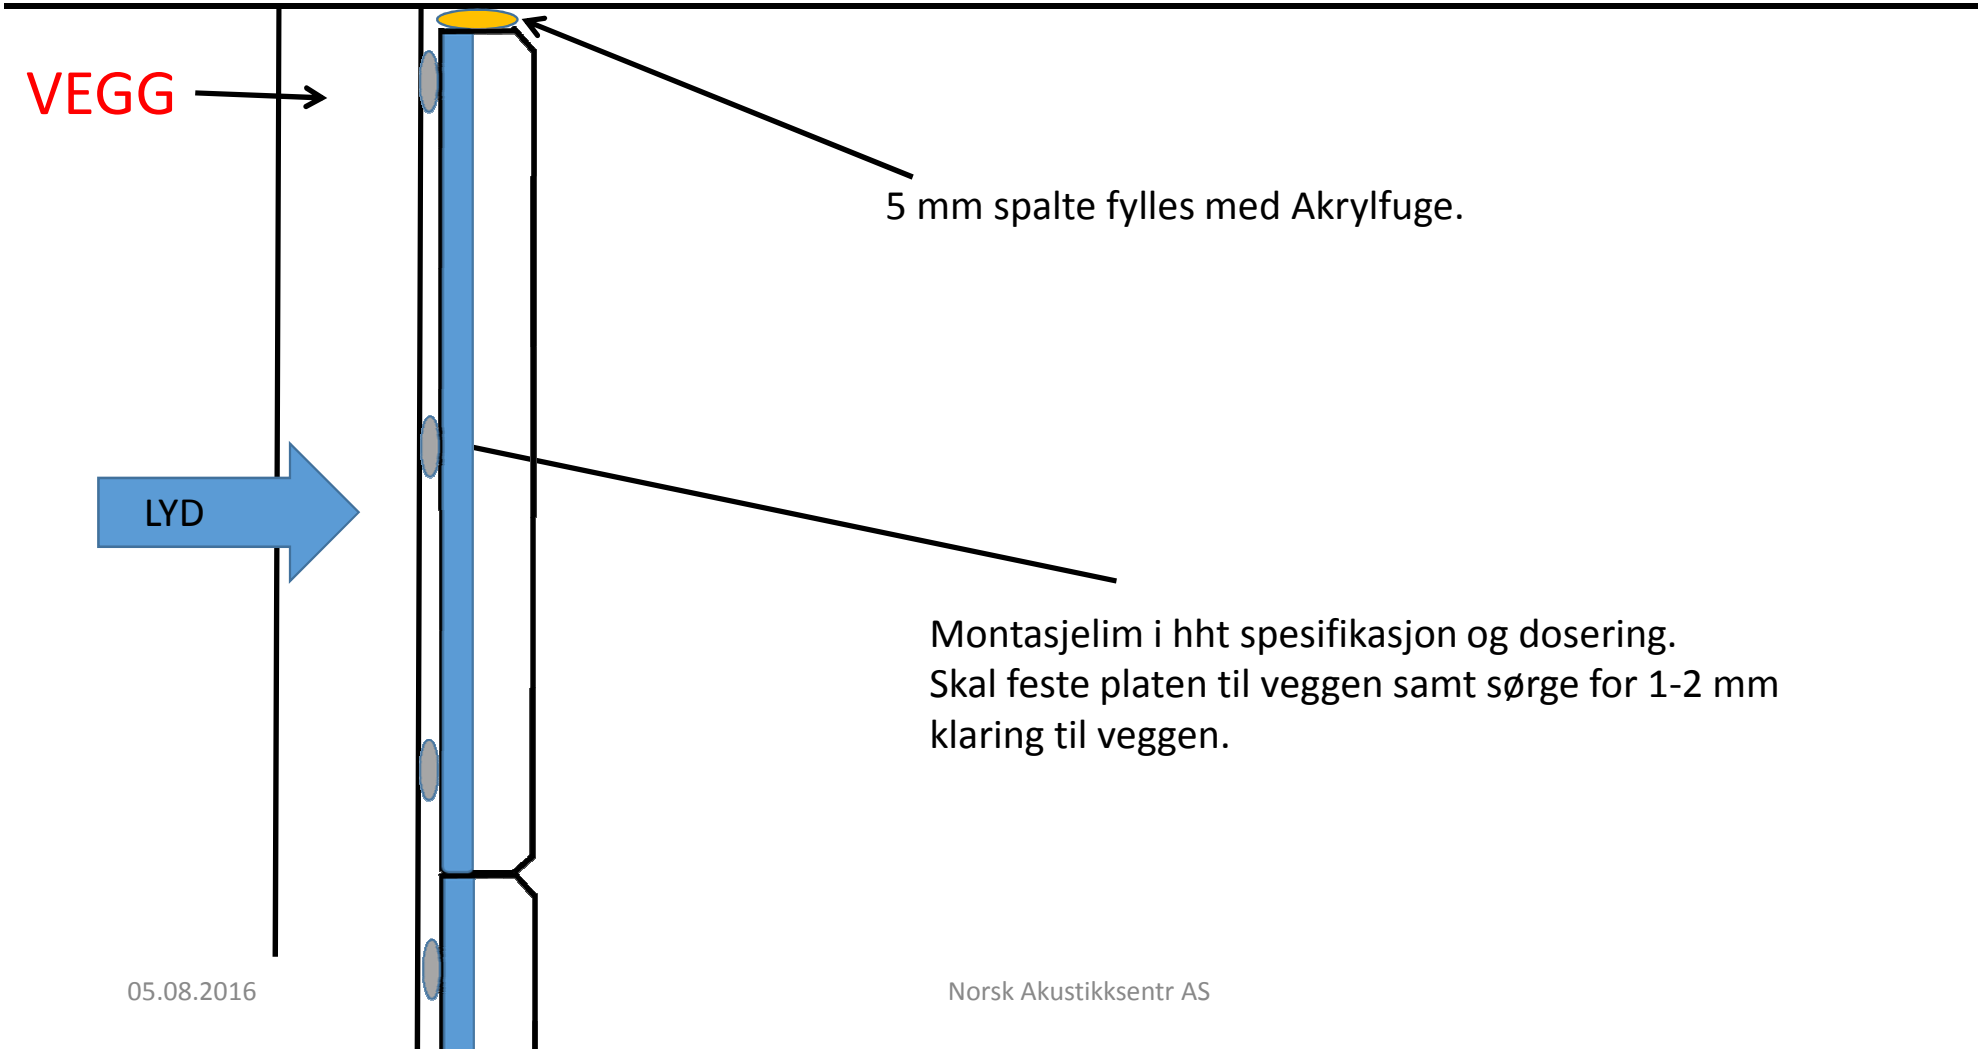 VEGG
5 mm spalte fylles med Akrylfuge.
LYD
Montasjelim i hht spesifikasjon og dosering.
Skal feste platen til veggen samt sørge for 1-2 mm
klaring til veggen.
05.08.2016
Norsk Akustikksentr AS